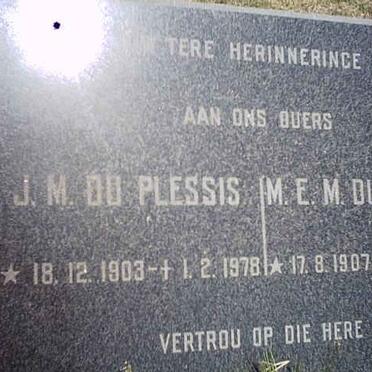 TERE HERINNERINGE
AAN ONS OUERS
J. M. DU PLESSIS M. E. M. DU
★ 18. 12. 1903 - ✝ 1. 2. 1978 ★ 17. 8. 1907
VERTROU OP DIE HERE